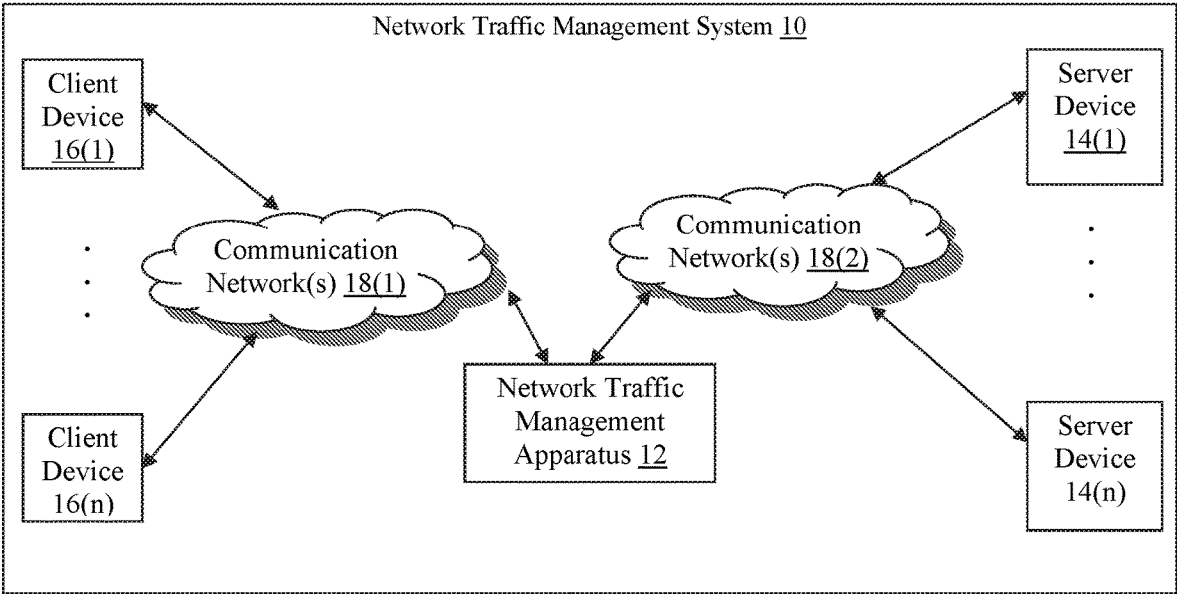 Network Traffic Management System 10
Client
Device
16(1)
Server
Device
14(1)
Communication
Network(s) 18(1)
Communication
Network(s) 18(2)
Network Traffic
Management
Apparatus 12
Client
Device
16(n)
Server
Device
14(n)